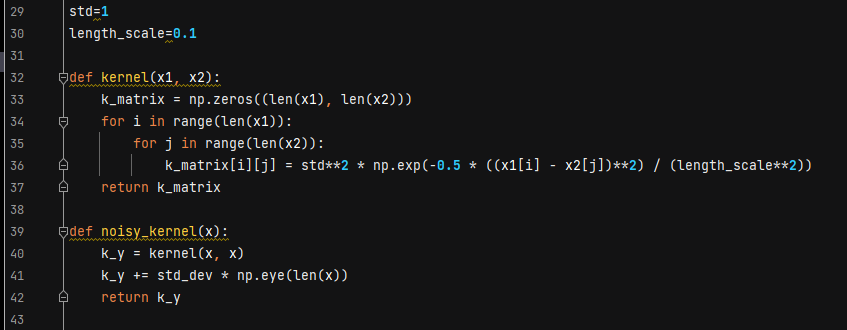 29 std=1
30 length_scale=0.1
31
32 def kernel(x1, x2):
33     k_matrix = np.zeros((len(x1), len(x2)))
34     for i in range(len(x1)):
35         for j in range(len(x2)):
36             k_matrix[i][j] = std**2 * np.exp(-0.5 * ((x1[i] - x2[j])**2) / (length_scale**2))
37     return k_matrix
38
39 def noisy_kernel(x):
40     k_y = kernel(x, x)
41     k_y += std_dev * np.eye(len(x))
42     return k_y
43